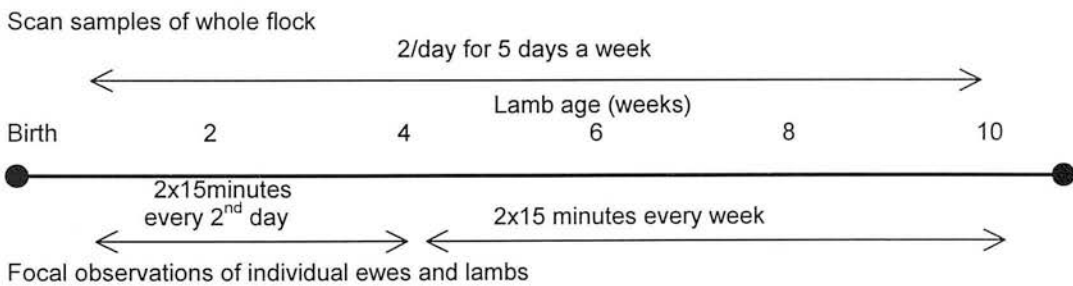 Scan samples of whole flock
2/day for 5 days a week
Lamb age (weeks)
Birth 2 4 6 8 10
2x15minutes
every 2nd day
2x15 minutes every week
Focal observations of individual ewes and lambs